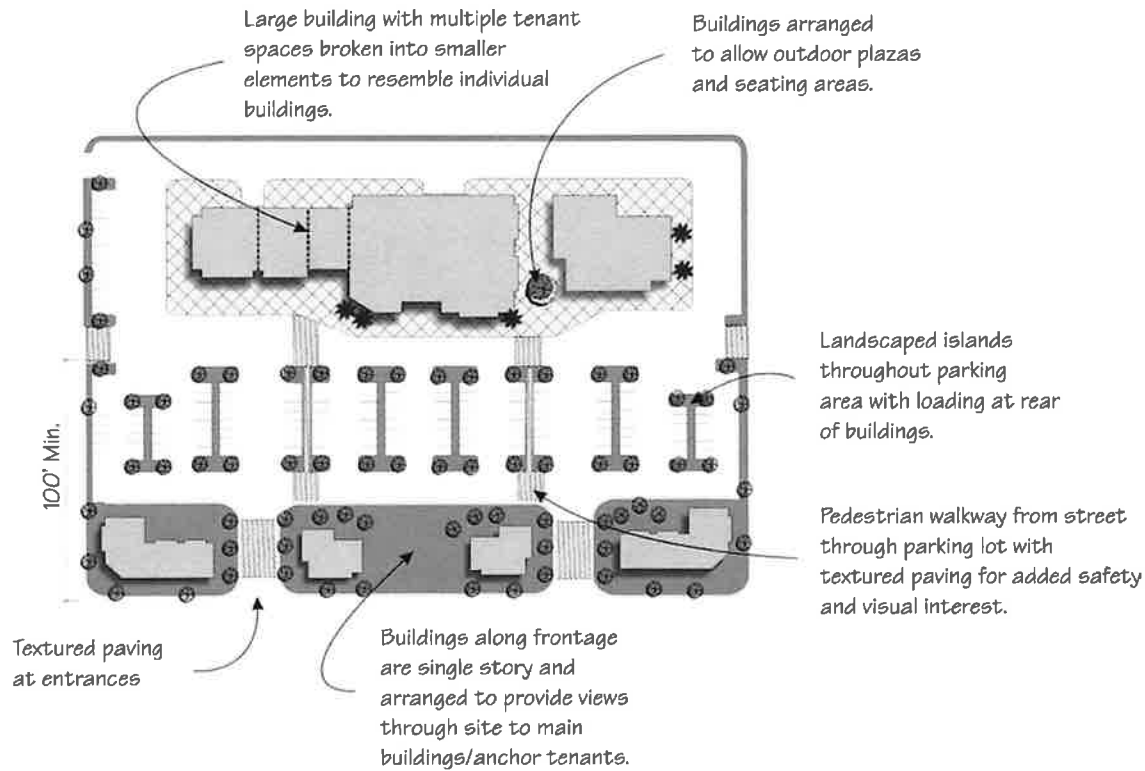 Large building with multiple tenant
spaces broken into smaller
elements to resemble individual
buildings.
Buildings arranged
to allow outdoor plazas
and seating areas.
Landscaped islands
throughout parking
area with loading at rear
of buildings.
100' Min.
Pedestrian walkway from street
through parking lot with
textured paving for added safety
and visual interest.
Textured paving
at entrances
Buildings along frontage
are single story and
arranged to provide views
through site to main
buildings/anchor tenants.